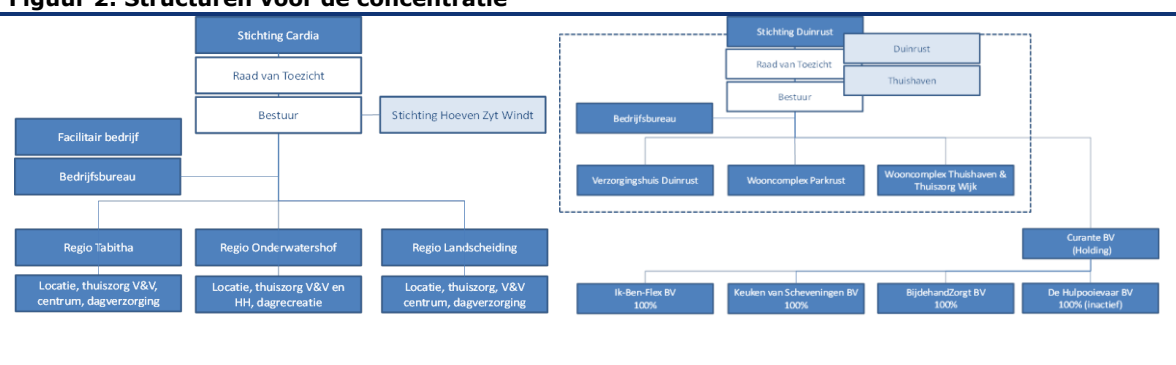 Figuur 2. Structuren voor de concentratie
Stichting Cardia
Raad van Toezicht
Bestuur
Stichting Hoeven Zyt Windt
Facilitair bedrijf
Bedrijfsbureau
Regio Tabitha
Regio Onderwatershof
Regio Landscheiding
Locatie, thuiszorg V&V,
centrum, dagverzorging
Locatie, thuiszorg V&V en
HH, dagrecreatie
Locatie, thuiszorg, V&V
centrum, dagverzorging
Stichting Duinrust
Raad van Toezicht
Bestuur
Duinrust
Thuishaven
Bedrijfsbureau
Verzorgingshuis Duinrust
Wooncomplex Parkrust
Wooncomplex Thuishaven &
Thuiszorg Wijk
Curante BV
(Holding)
Ik-Ben-Flex BV
100%
Keuken van Scheveningen BV
100%
BijdehandZorgt BV
100%
De Hulpooievaar BV
100% (inactief)